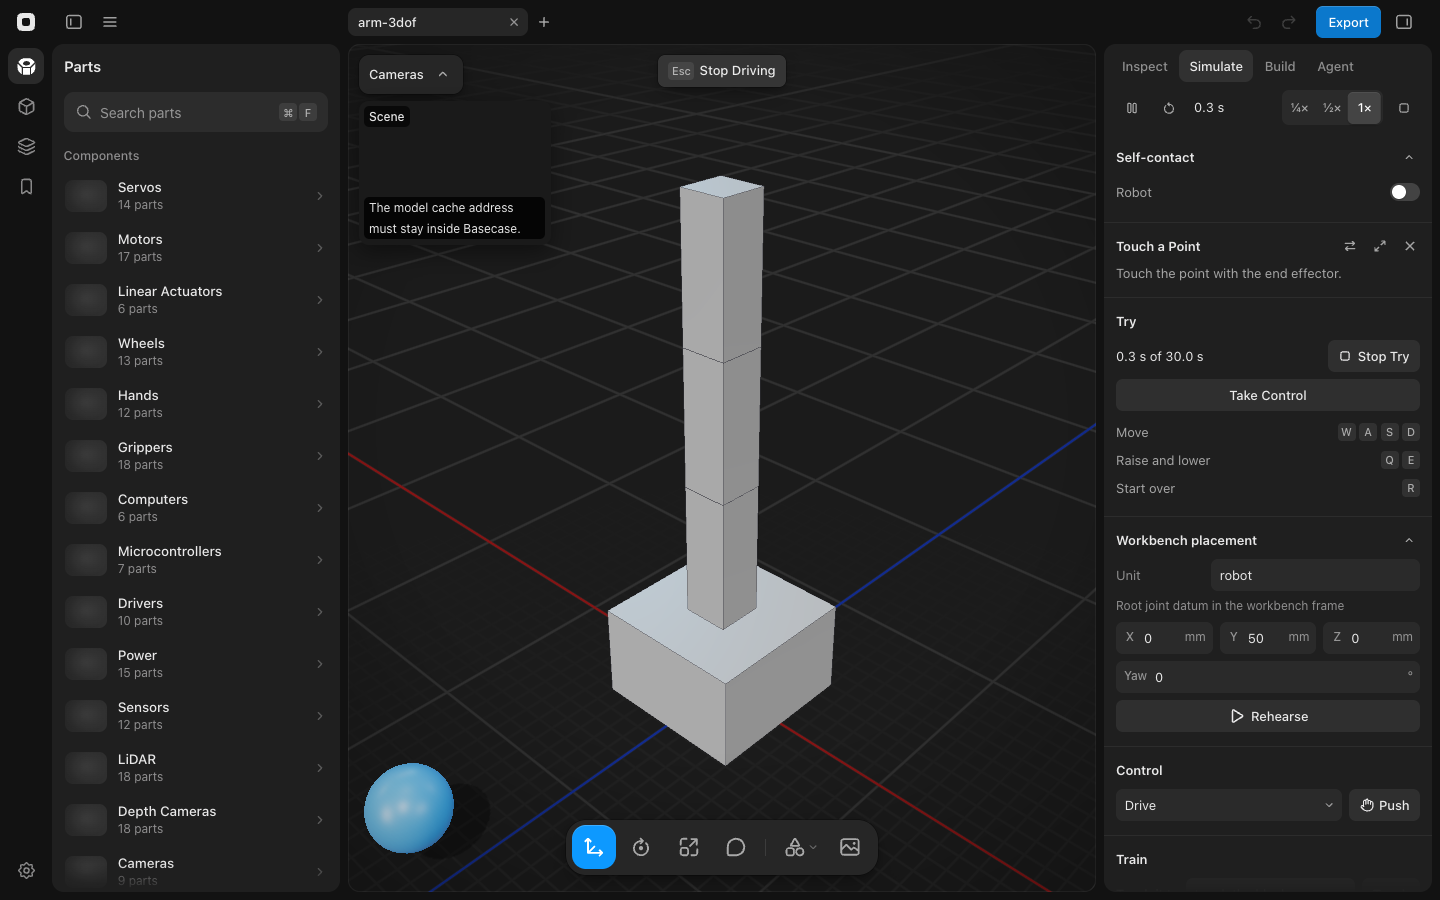 arm-3dof
Export
Parts
Search parts
⌘ F
Components
Servos
14 parts
Motors
17 parts
Linear Actuators
6 parts
Wheels
13 parts
Hands
12 parts
Grippers
18 parts
Computers
6 parts
Microcontrollers
7 parts
Drivers
10 parts
Power
15 parts
Sensors
12 parts
LiDAR
18 parts
Depth Cameras
18 parts
Cameras
9 parts
Cameras
Esc Stop Driving
Scene
The model cache address
must stay inside Basecase.
Inspect Simulate Build Agent
0.3 s ¼× ½× 1×
Self-contact
Robot
Touch a Point
Touch the point with the end effector.
Try
0.3 s of 30.0 s Stop Try
Take Control
Move W A S D
Raise and lower Q E
Start over R
Workbench placement
Unit robot
Root joint datum in the workbench frame
X 0 mm Y 50 mm Z 0 mm
Yaw 0 °
Rehearse
Control
Drive Push
Train